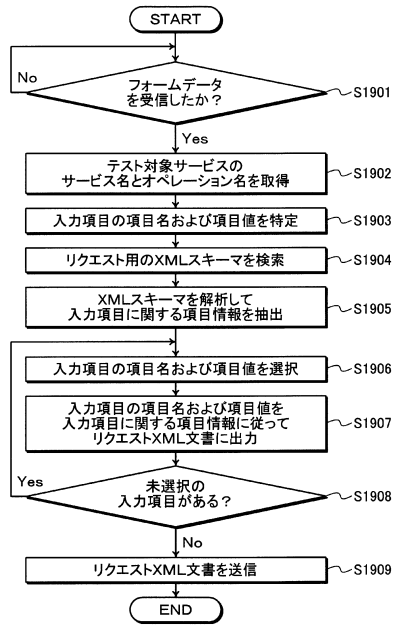 START
No
フォームデータ
を受信したか？
S1901
Yes
テスト対象サービスの
サービス名とオペレーション名を取得
S1902
入力項目の項目名および項目値を特定
S1903
リクエスト用のXMLスキーマを検索
S1904
XMLスキーマを解析して
入力項目に関する項目情報を抽出
S1905
入力項目の項目名および項目値を選択
S1906
入力項目の項目名および項目値を
入力項目に関する項目情報に従って
リクエストXML文書に出力
S1907
Yes
未選択の
入力項目がある？
S1908
No
リクエストXML文書を送信
S1909
END